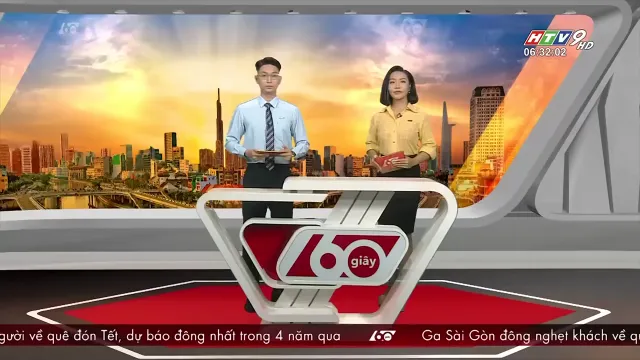 HTV9 HD
06:32:02
60 giây
gười về quê đón Tết, dự báo đông nhất trong 4 năm qua 60 Ga Sài Gòn đông nghẹt khách về q